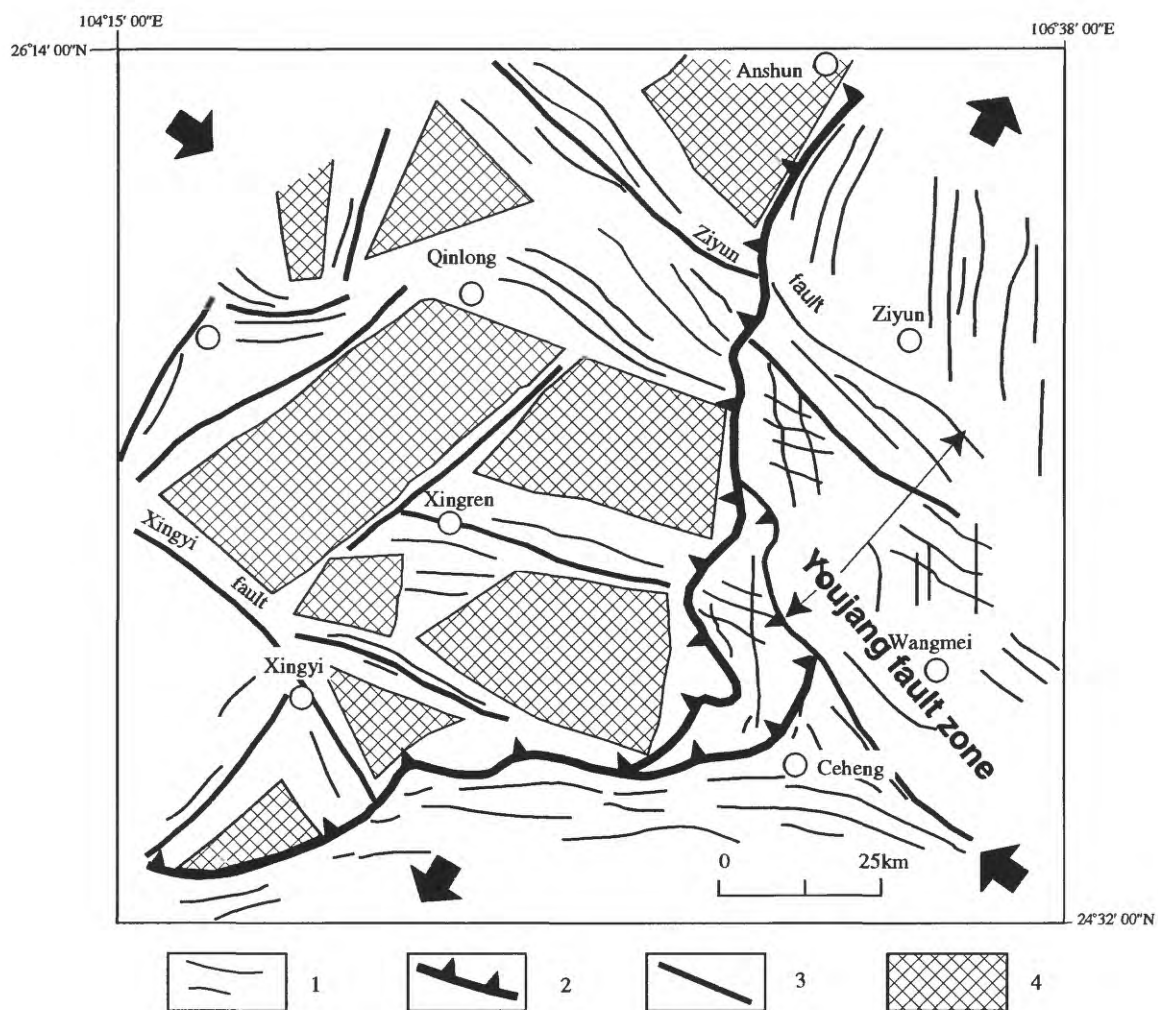 104°15′ 00″E
106°38′ 00″E
26°14′ 00″N
Anshun
Ziyun
fault
Qinlong
Ziyun
Xingren
Xingyi
fault
Youjang fault zone
Wangmei
Xingyi
Ceheng
0 25km
24°32′ 00″N
1 2 3 4